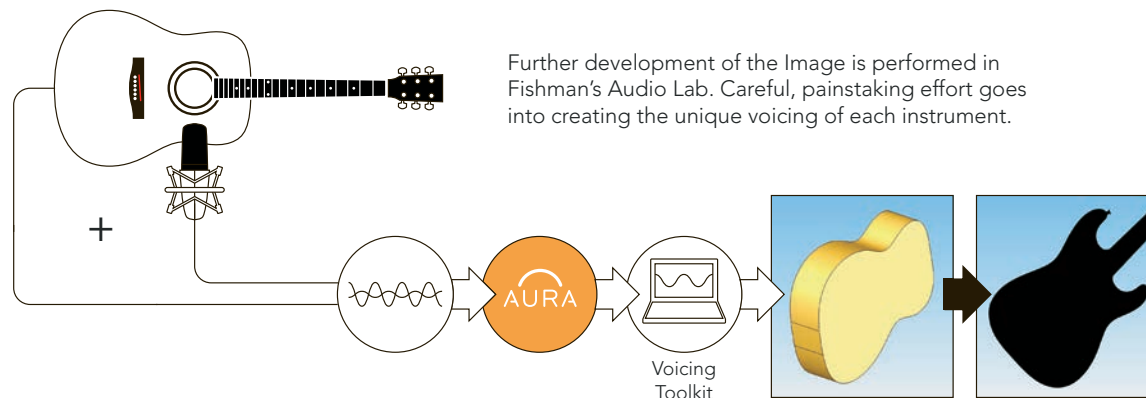 Further development of the Image is performed in
Fishman’s Audio Lab. Careful, painstaking effort goes
into creating the unique voicing of each instrument.
+
AURA
Voicing
Toolkit